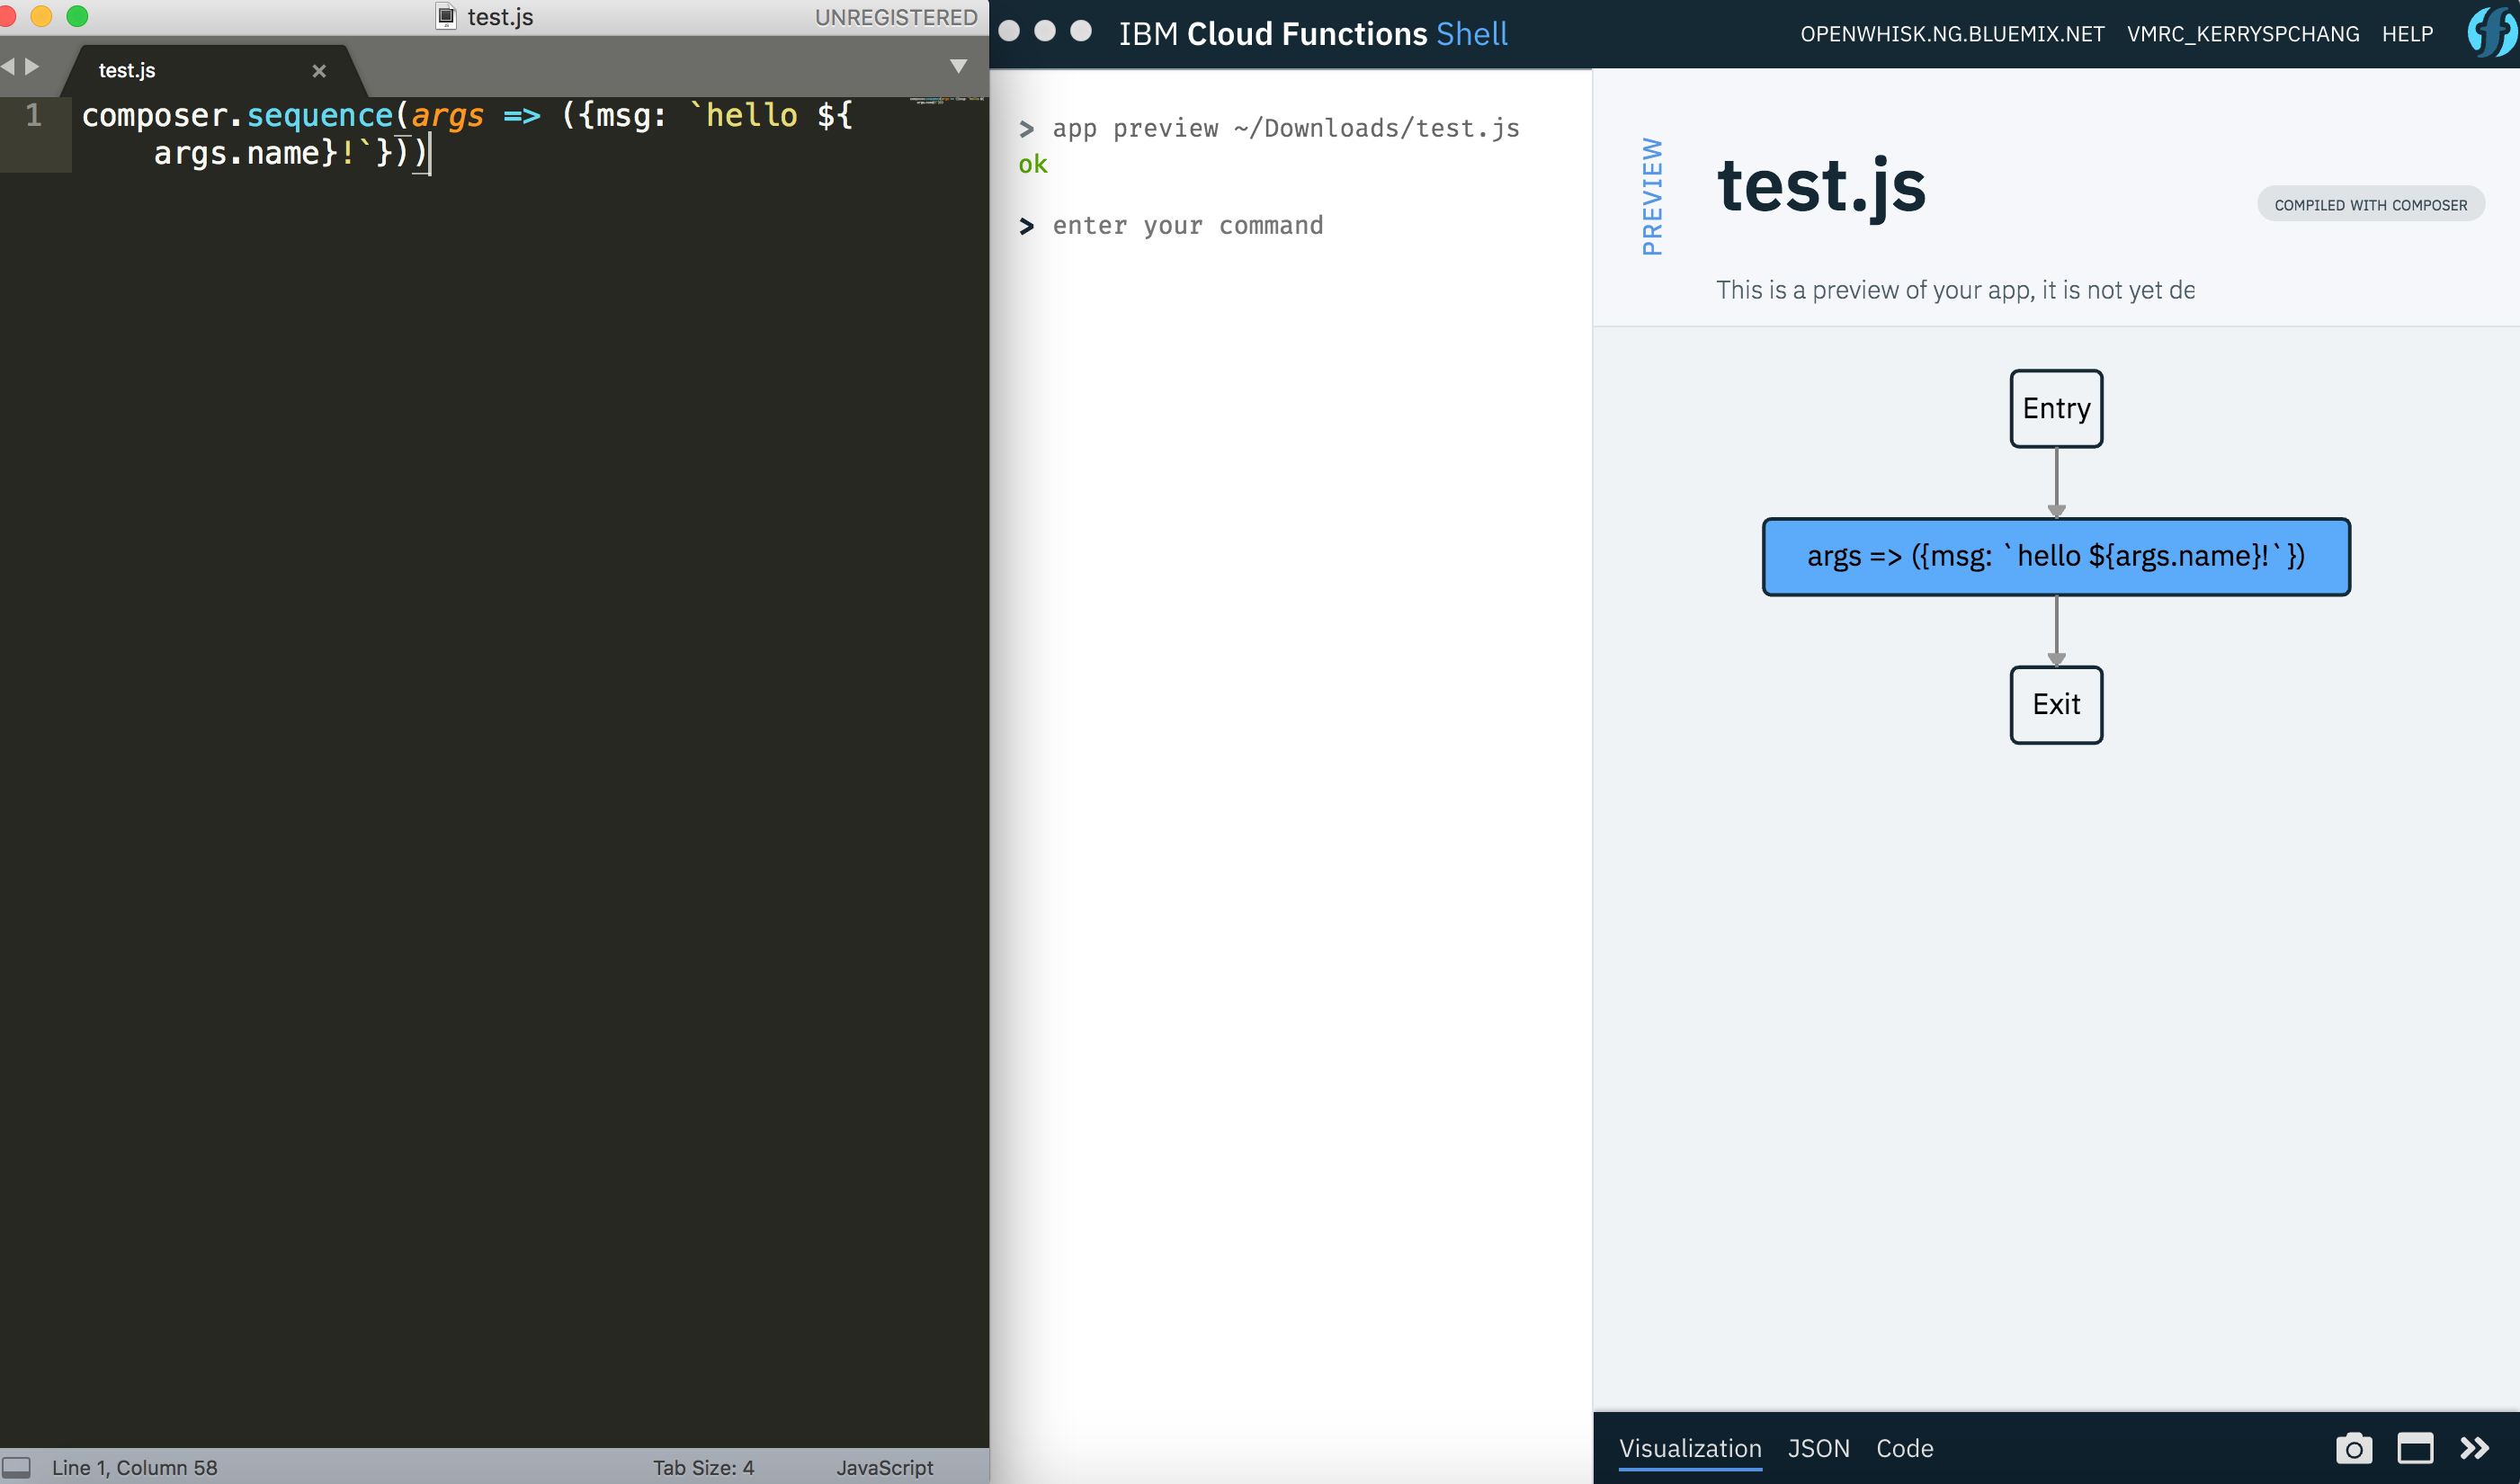 test.js
UNREGISTERED
test.js
1 composer.sequence(args => ({msg: `hello ${
args.name}!`}))
Line 1, Column 58
Tab Size: 4
JavaScript
IBM Cloud Functions Shell
OPENWHISK.NG.BLUEMIX.NET
VMRC_KERRYSPCHANG
HELP
> app preview ~/Downloads/test.js
ok
> enter your command
PREVIEW
test.js
COMPILED WITH COMPOSER
This is a preview of your app, it is not yet de
Entry
args => ({msg: `hello ${args.name}!`})
Exit
Visualization
JSON
Code